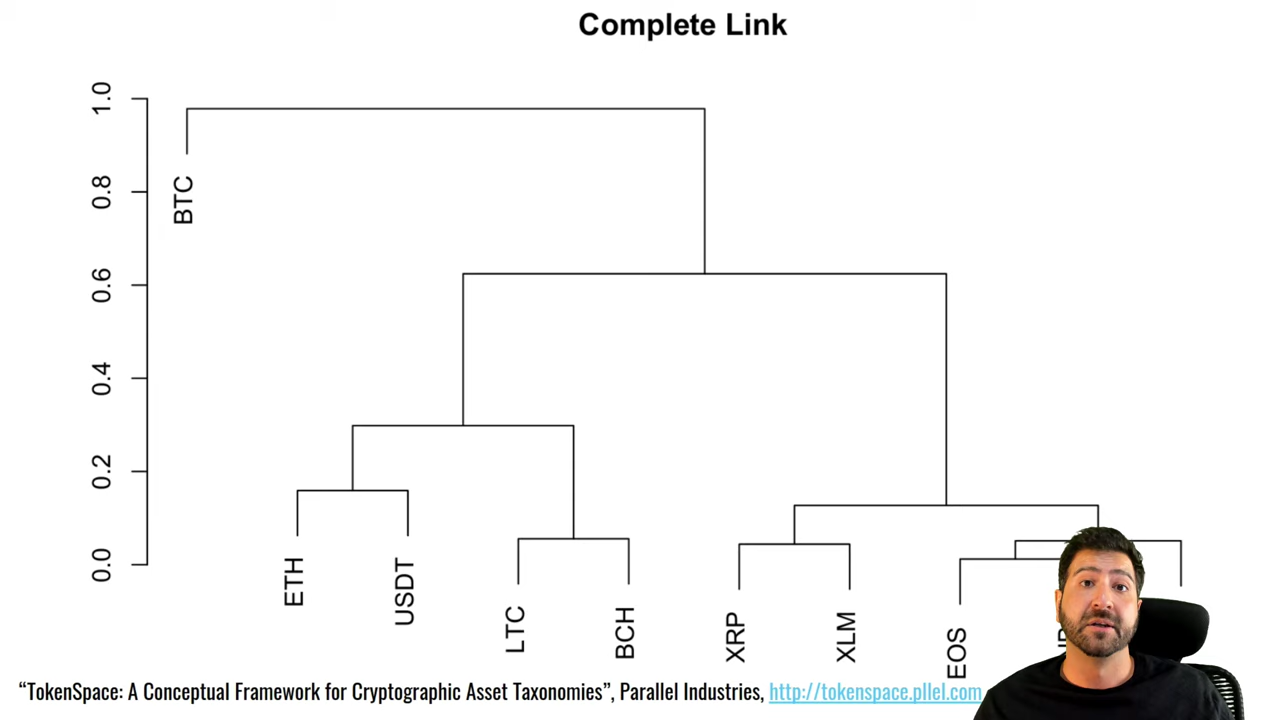 Complete Link
1.0
0.8
0.6
0.4
0.2
0.0
BTC
ETH
USDT
LTC
BCH
XRP
XLM
EOS
“TokenSpace: A Conceptual Framework for Cryptographic Asset Taxonomies”, Parallel Industries, http://tokenspace.pllel.com